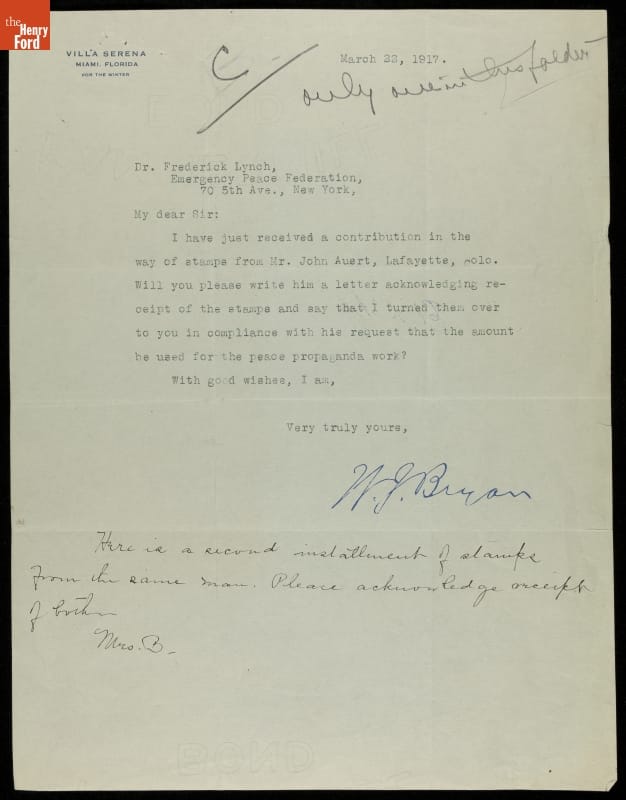 the
Henry
Ford
VILLA SERENA
MIAMI, FLORIDA
FOR THE WINTER
C
March 22, 1917.
only one in this folder
Dr. Frederick Lynch,
Emergency Peace Federation,
70 5th Ave., New York,
My dear Sir:
I have just received a contribution in the
way of stamps from Mr. John Auert, Lafayette, Colo.
Will you please write him a letter acknowledging re-
ceipt of the stamps and say that I turned them over
to you in compliance with his request that the amount
be used for the peace propaganda work?
With good wishes, I am,
Very truly yours,
W. J. Bryan
Here is a second installment of stamps
from the same man. Please acknowledge receipt
of both
Mrs. B.
BOND